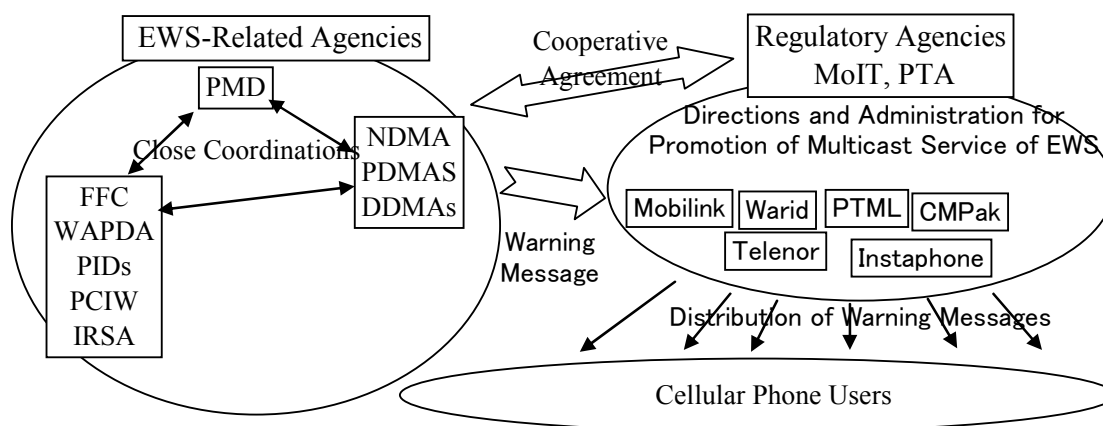 EWS-Related Agencies
PMD
Close Coordinations
NDMA
PDMAS
DDMAs
FFC
WAPDA
PIDs
PCIW
IRSA
Cooperative
Agreement
Warning
Message
Regulatory Agencies
MoIT, PTA
Directions and Administration for
Promotion of Multicast Service of EWS
Mobilink
Warid
PTML
CMPak
Telenor
Instaphone
Distribution of Warning Messages
Cellular Phone Users